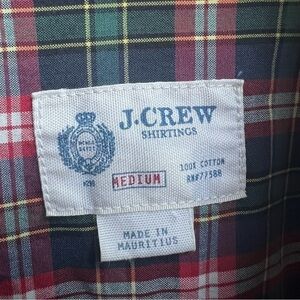 J.CREW
SHIRTINGS
MEDIUM
100% COTTON
RN#77388
MADE IN
MAURITIUS